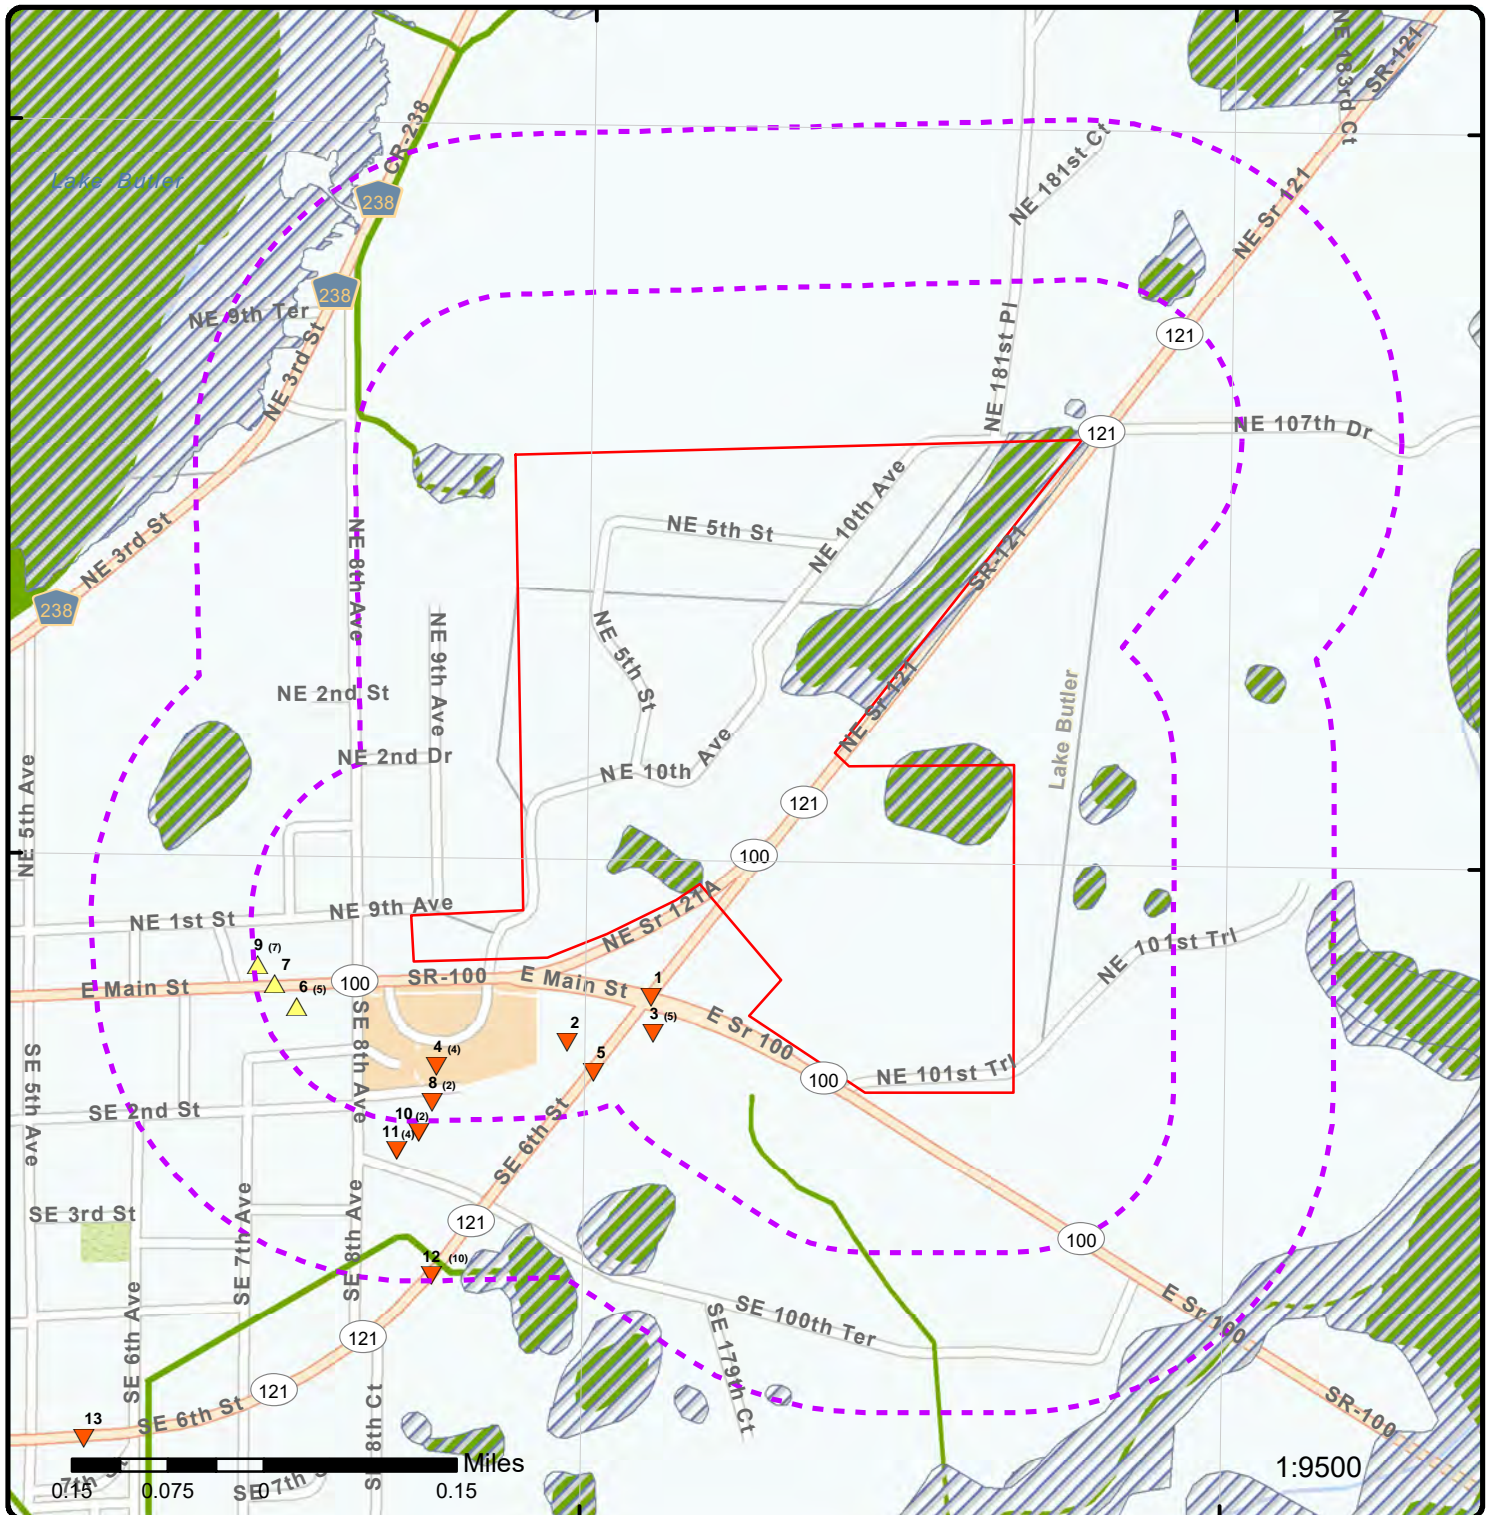 NE 183rd Ct
SR-121
CR-238
NE 181st Ct
Lake Butler
238
NE Sr 121
238
NE 9th Ter
NE 181st Pl
121
NE 3rd St
121
NE 107th Dr
NE 10th Ave
NE 5th St
NE 3rd St
NE 8th Ave
SR-121
238
NE 9th Ave
NE 5th St
NE 2nd St
NE Sr 121
Lake Butler
NE 2nd Dr
NE 10th Ave
121
NE 5th Ave
100
NE 1st St
NE 9th Ave
NE Sr 121A
NE 101st Trl
9 (7)
7
6 (5)
E Main St
100
SR-100
E Main St
1
3 (5)
2
E Sr 100
SE 8th Ave
4 (4)
5
100
NE 101st Trl
SE 5th Ave
8 (2)
SE 2nd St
10 (2)
11 (4)
SE 6th St
SE 3rd St
SE 7th Ave
SE 8th Ave
121
100
12 (10)
SE 6th Ave
SE 100th Ter
E Sr 100
121
SE 179th Ct
121
SE 6th St
SE 8th Ct
SR-100
13
Miles
1:9500
7th St
SE 7th S
0.15 0.075 0 0.15